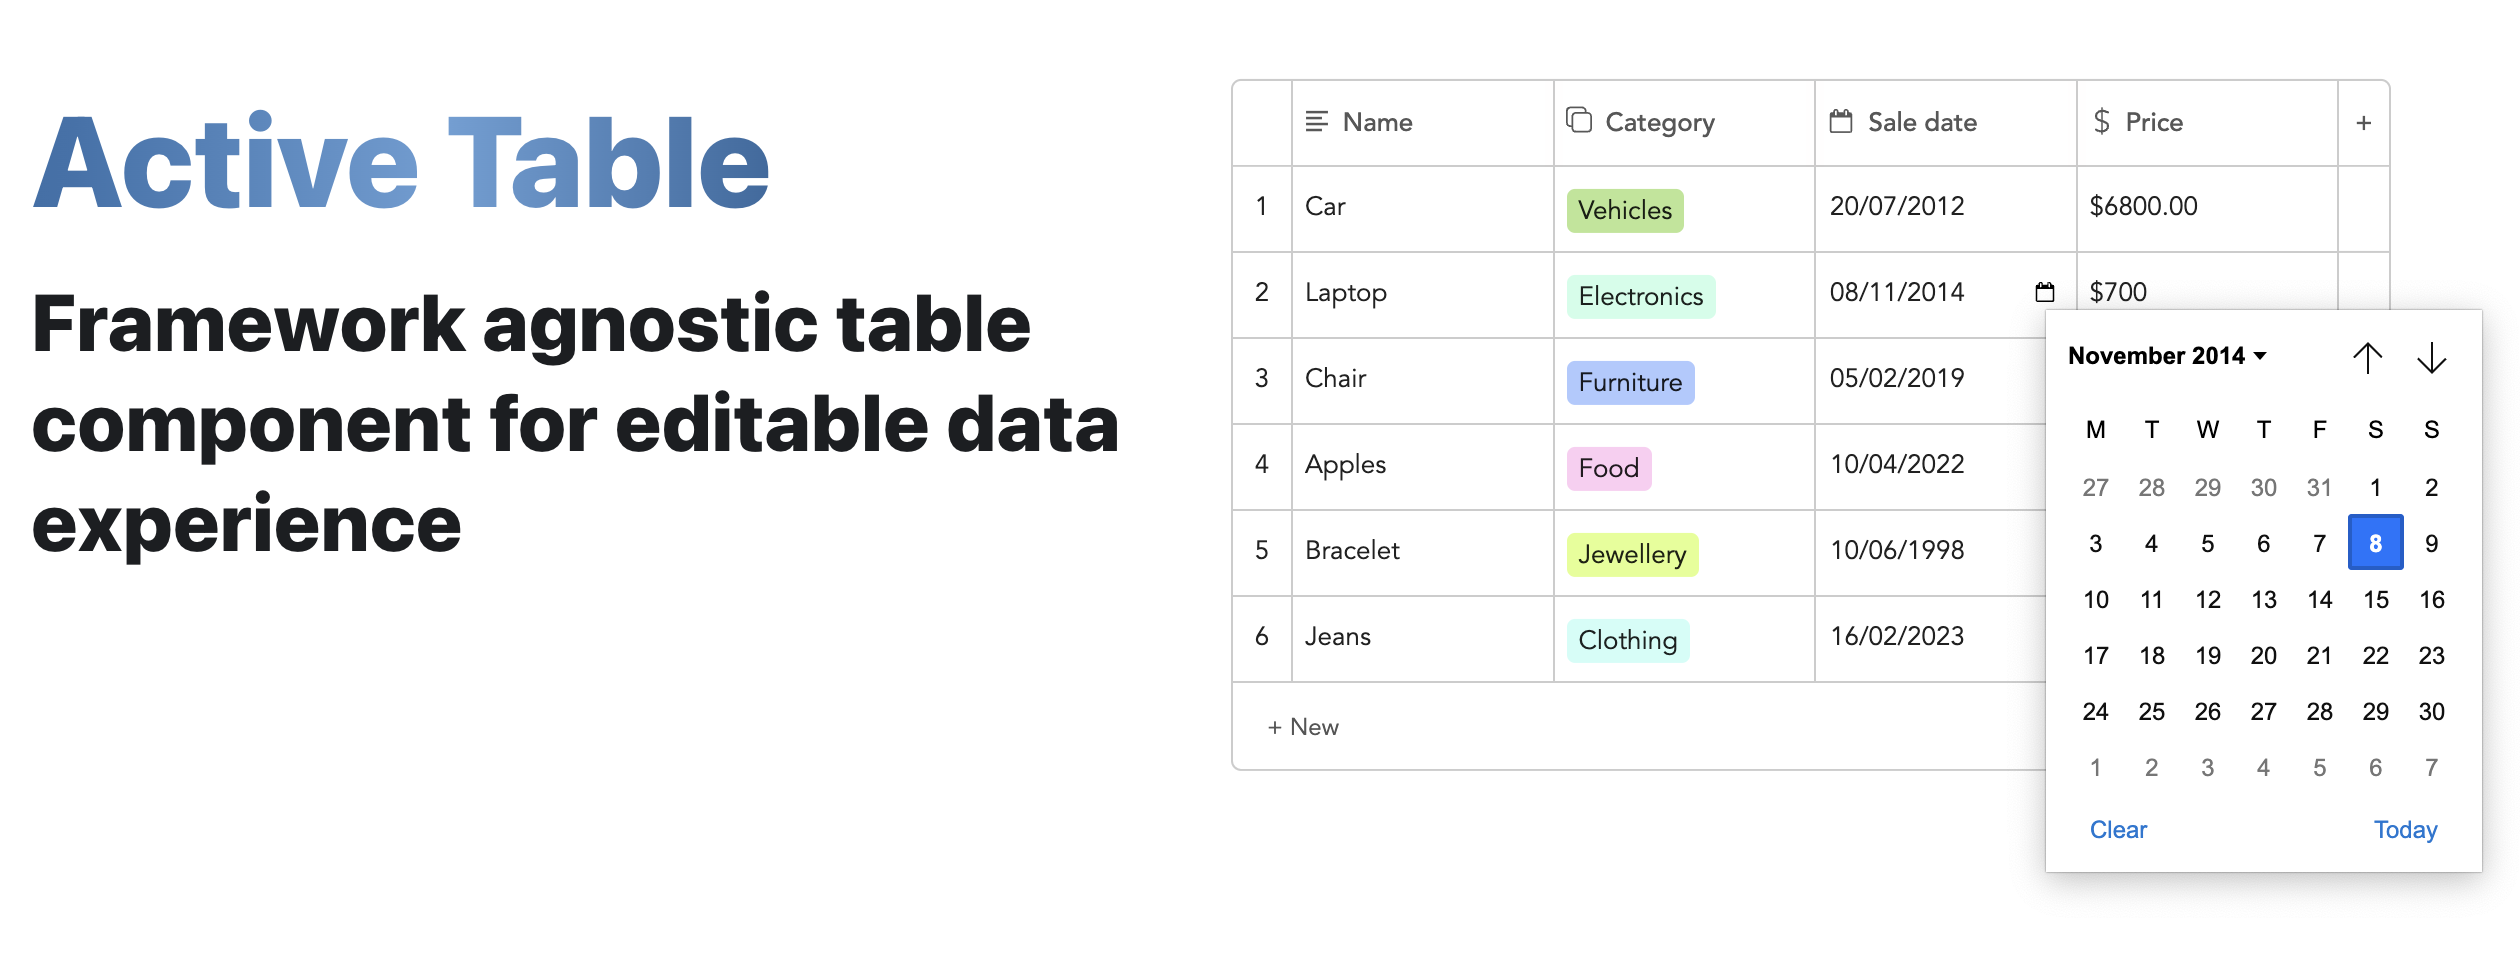 Active Table
Framework agnostic table
component for editable data
experience
Name Category Sale date $ Price +
1 Car Vehicles 20/07/2012 $6800.00
2 Laptop Electronics 08/11/2014 $700
3 Chair Furniture 05/02/2019
4 Apples Food 10/04/2022
5 Bracelet Jewellery 10/06/1998
6 Jeans Clothing 16/02/2023
+ New
November 2014
M T W T F S S
27 28 29 30 31 1 2
3 4 5 6 7 8 9
10 11 12 13 14 15 16
17 18 19 20 21 22 23
24 25 26 27 28 29 30
1 2 3 4 5 6 7
Clear Today